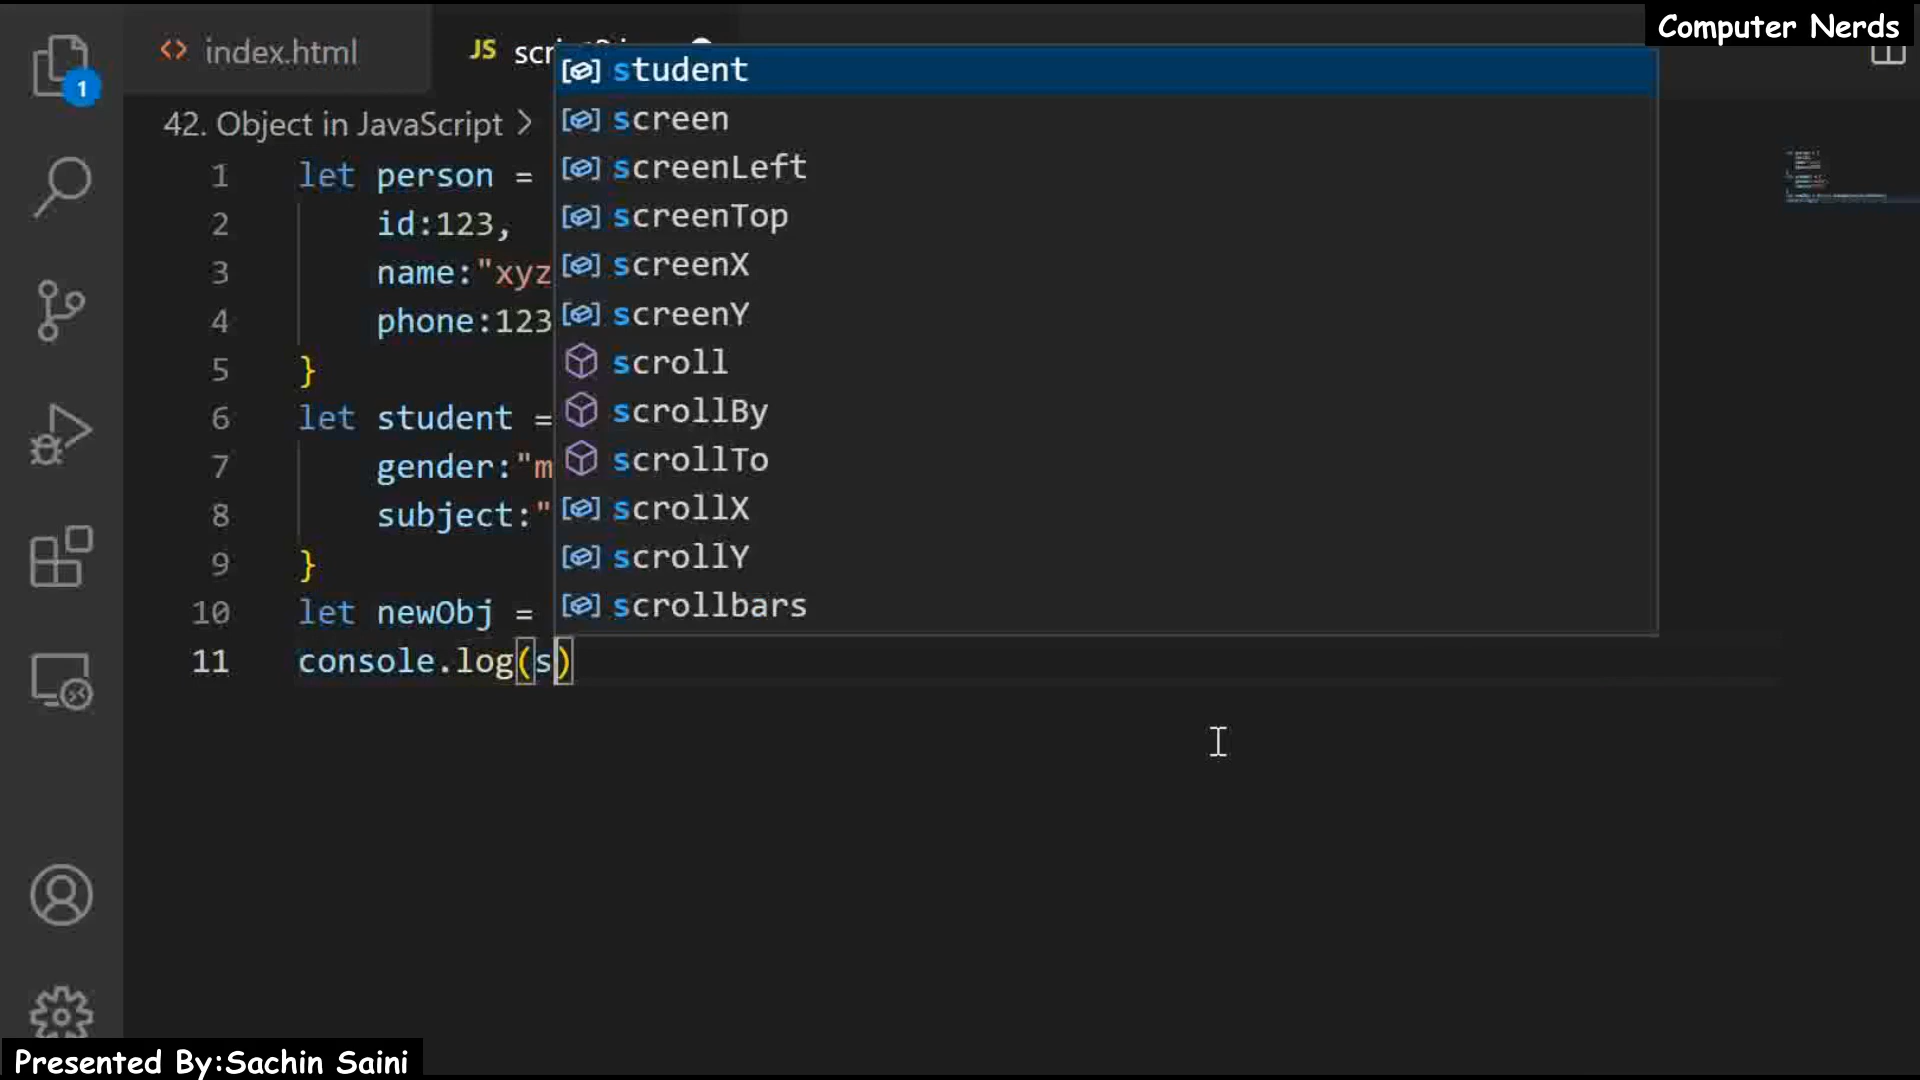 Computer Nerds
1
index.html
JS scr
42. Object in JavaScript >
1 let person =
2 id:123,
3 name:"xyz
4 phone:123
5 }
6 let student =
7 gender:"m
8 subject:"
9 }
10 let newObj =
11 console.log(s)
student
screen
screenLeft
screenTop
screenX
screenY
scroll
scrollBy
scrollTo
scrollX
scrollY
scrollbars
Presented By:Sachin Saini